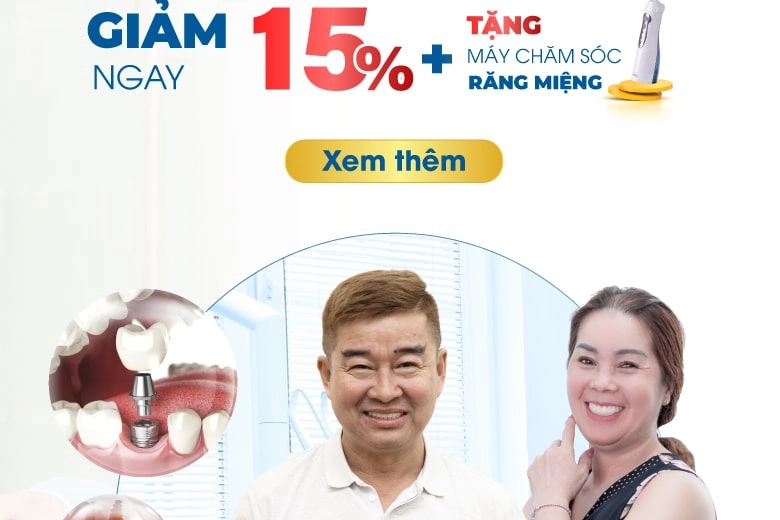 GIẢM
NGAY
15%
+
TẶNG
MÁY CHĂM SÓC
RĂNG MIỆNG
Xem thêm